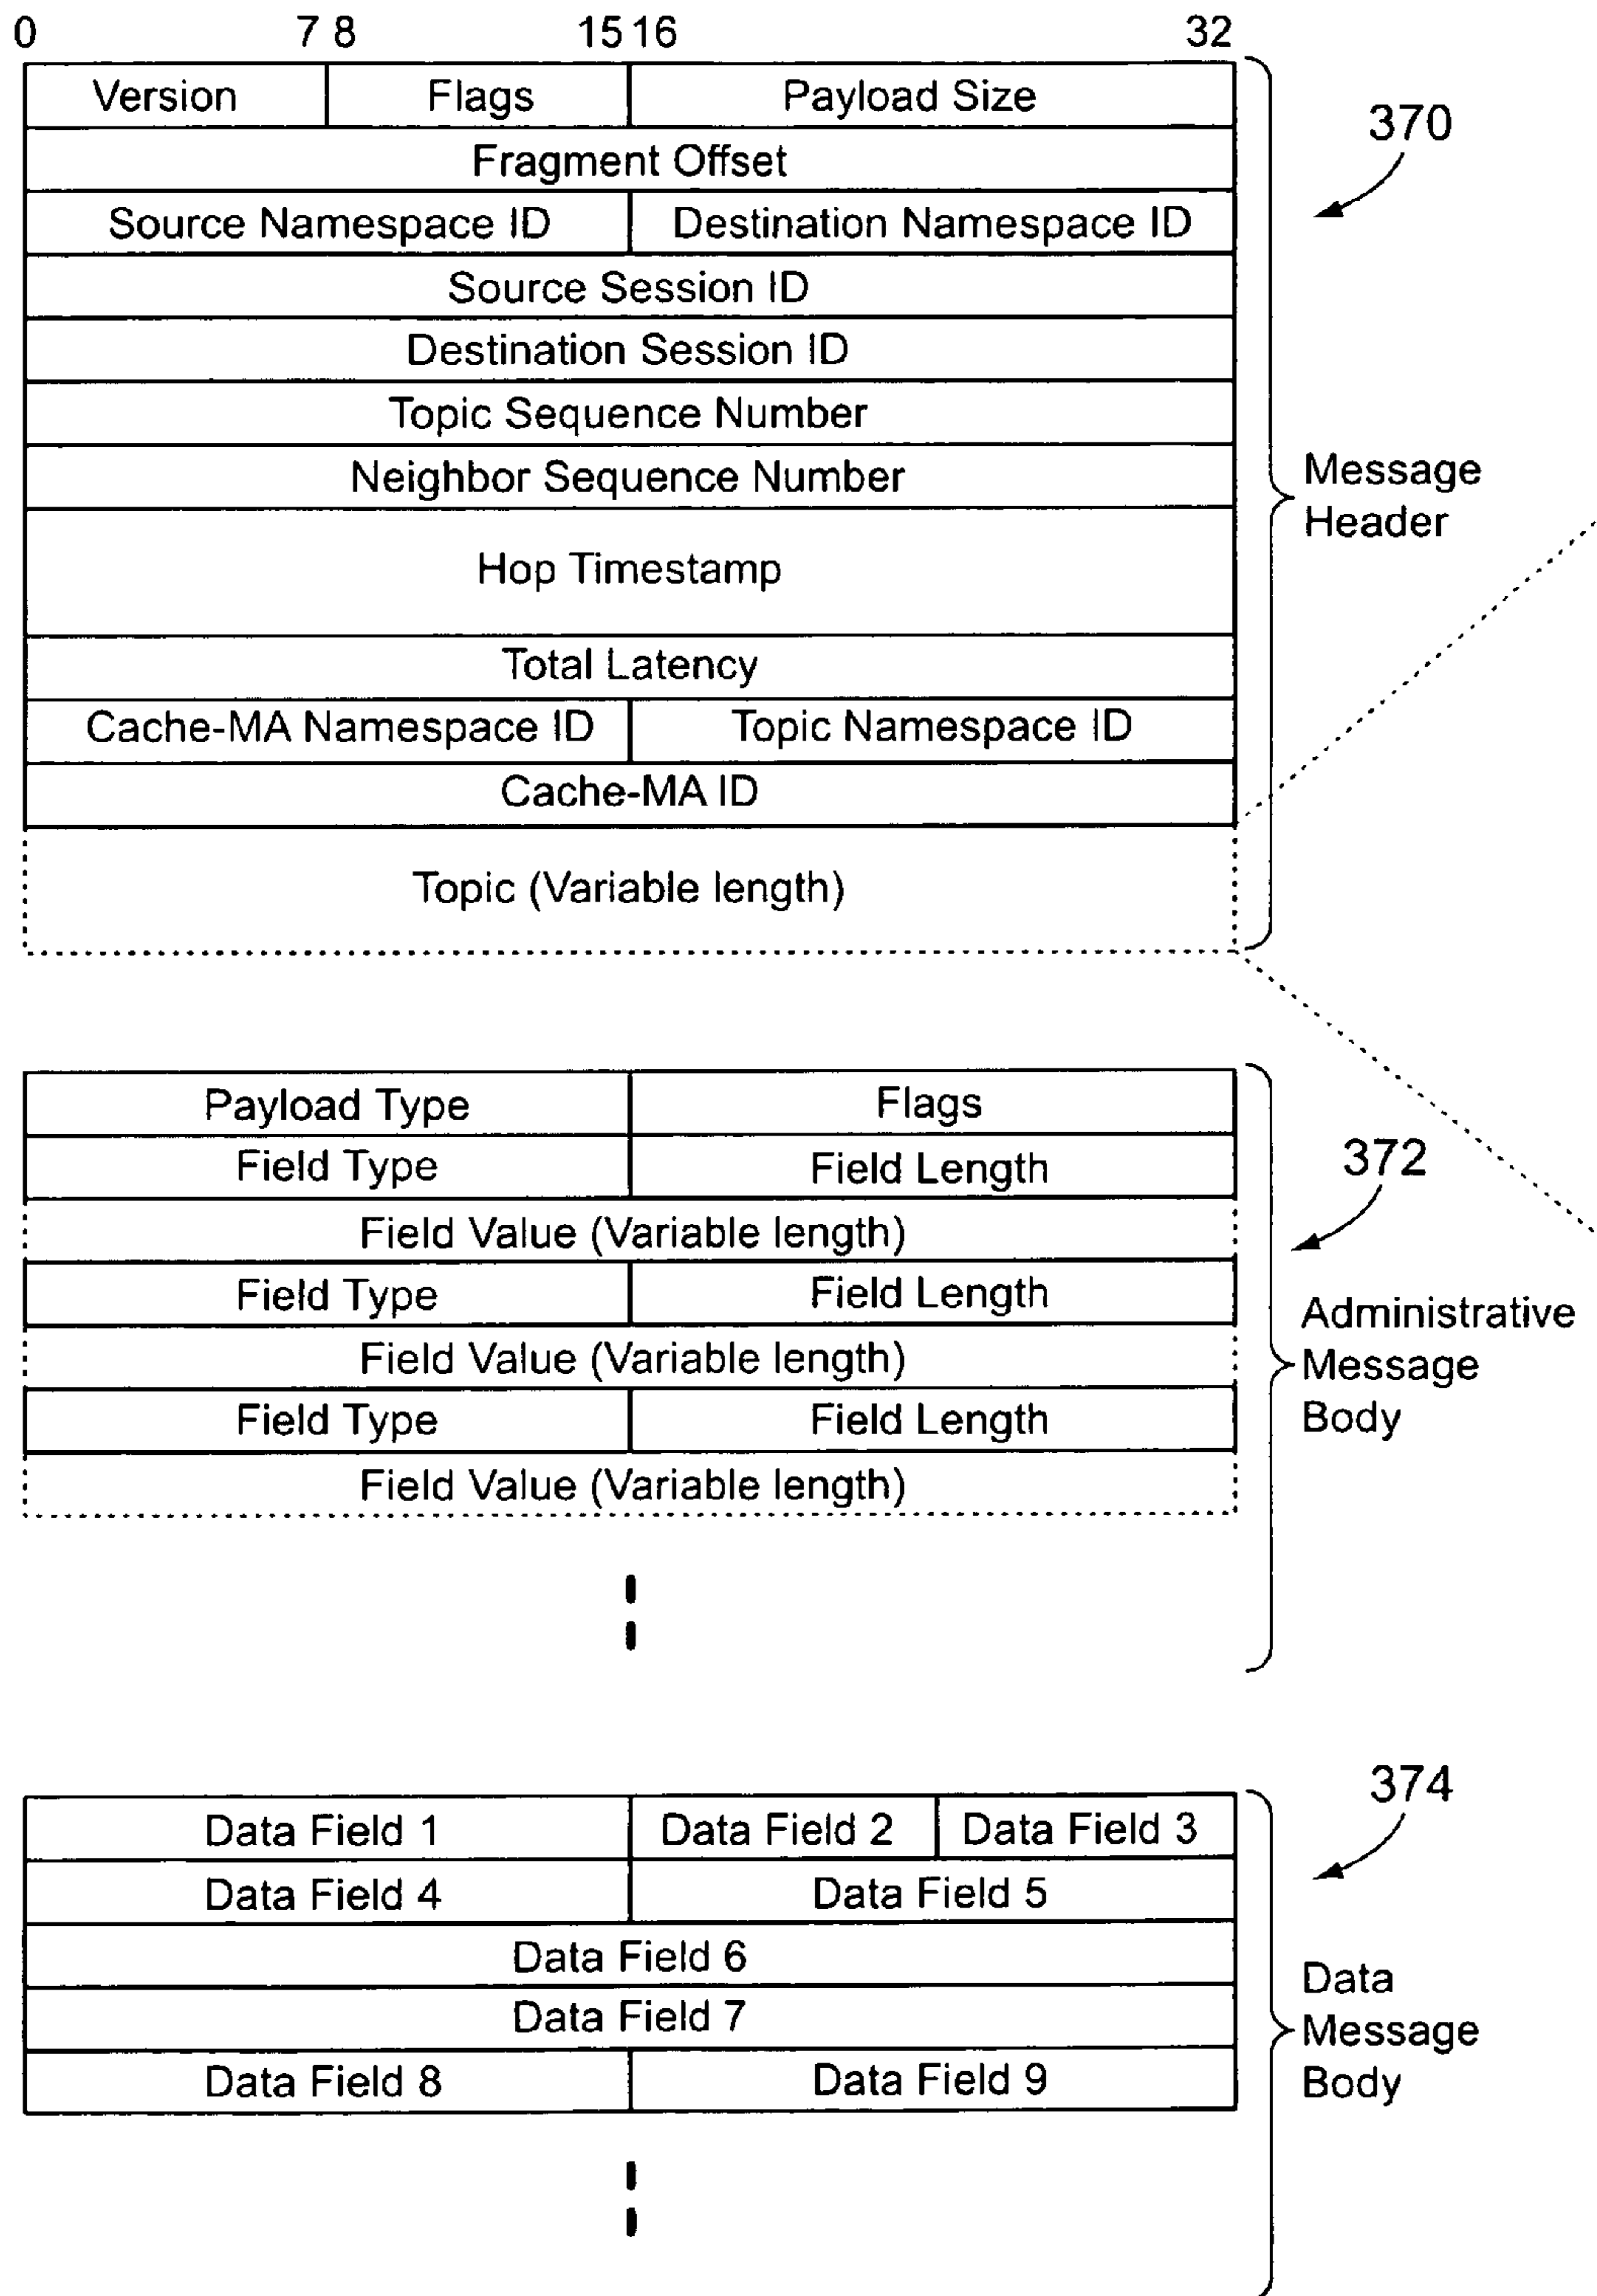 0 7 8 15 16 32
Version Flags Payload Size
370
Fragment Offset
Source Namespace ID Destination Namespace ID
Source Session ID
Destination Session ID
Topic Sequence Number
Neighbor Sequence Number
Message
Header
Hop Timestamp
Total Latency
Cache-MA Namespace ID Topic Namespace ID
Cache-MA ID
Topic (Variable length)
Payload Type Flags
372
Field Type Field Length
Field Value (Variable length)
Field Type Field Length
Field Value (Variable length)
Field Type Field Length
Field Value (Variable length)
Administrative
Message
Body
374
Data Field 1 Data Field 2 Data Field 3
Data Field 4 Data Field 5
Data Field 6
Data Field 7
Data Field 8 Data Field 9
Data
Message
Body